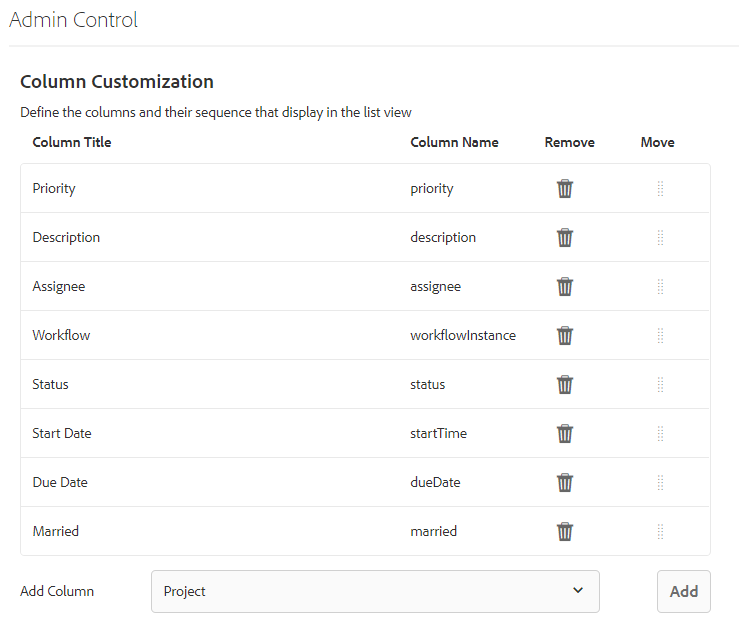 Admin Control
Column Customization
Define the columns and their sequence that display in the list view
Column Title Column Name Remove Move
Priority priority
Description description
Assignee assignee
Workflow workflowInstance
Status status
Start Date startTime
Due Date dueDate
Married married
Add Column Project Add